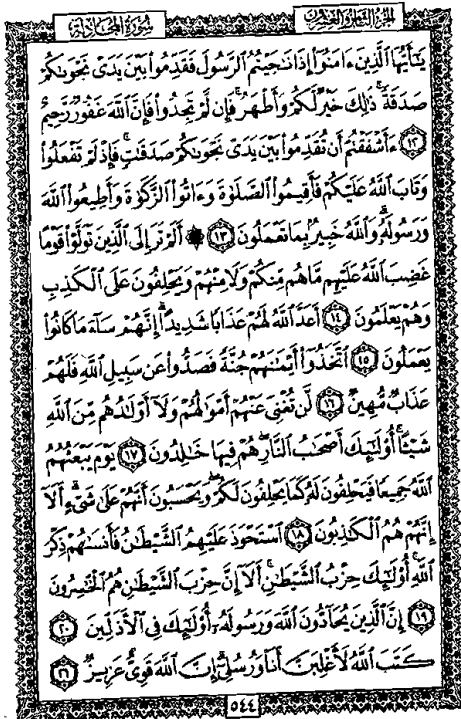 الجزء الثامن والعشرون
سورة المجادلة
يَـٰٓأَيُّهَا ٱلَّذِينَ ءَامَنُوٓا۟ إِذَا نَـٰجَيْتُمُ ٱلرَّسُولَ فَقَدِّمُوا۟ بَيْنَ يَدَىْ نَجْوَىٰكُمْ
صَدَقَةً ۚ ذَٰلِكَ خَيْرٌ لَّكُمْ وَأَطْهَرُ ۚ فَإِن لَّمْ تَجِدُوا۟ فَإِنَّ ٱللَّهَ غَفُورٌ رَّحِيمٌ
١٢ ءَأَشْفَقْتُمْ أَن تُقَدِّمُوا۟ بَيْنَ يَدَىْ نَجْوَىٰكُمْ صَدَقَـٰتٍ ۚ فَإِذْ لَمْ تَفْعَلُوا۟
وَتَابَ ٱللَّهُ عَلَيْكُمْ فَأَقِيمُوا۟ ٱلصَّلَوٰةَ وَءَاتُوا۟ ٱلزَّكَوٰةَ وَأَطِيعُوا۟ ٱللَّهَ
وَرَسُولَهُۥ ۚ وَٱللَّهُ خَبِيرٌۢ بِمَا تَعْمَلُونَ ١٣ ۞ أَلَمْ تَرَ إِلَى ٱلَّذِينَ تَوَلَّوْا۟ قَوْمًا
غَضِبَ ٱللَّهُ عَلَيْهِم مَّا هُم مِّنكُمْ وَلَا مِنْهُمْ وَيَحْلِفُونَ عَلَى ٱلْكَذِبِ
وَهُمْ يَعْلَمُونَ ١٤ أَعَدَّ ٱللَّهُ لَهُمْ عَذَابًا شَدِيدًا ۖ إِنَّهُمْ سَآءَ مَا كَانُوا۟
يَعْمَلُونَ ١٥ ٱتَّخَذُوٓا۟ أَيْمَـٰنَهُمْ جُنَّةً فَصَدُّوا۟ عَن سَبِيلِ ٱللَّهِ فَلَهُمْ
عَذَابٌ مُّهِينٌ ١٦ لَّن تُغْنِىَ عَنْهُمْ أَمْوَٰلُهُمْ وَلَآ أَوْلَـٰدُهُم مِّنَ ٱللَّهِ
شَيْـًٔا ۚ أُو۟لَـٰٓئِكَ أَصْحَـٰبُ ٱلنَّارِ ۖ هُمْ فِيهَا خَـٰلِدُونَ ١٧ يَوْمَ يَبْعَثُهُمُ
ٱللَّهُ جَمِيعًا فَيَحْلِفُونَ لَهُۥ كَمَا يَحْلِفُونَ لَكُمْ ۖ وَيَحْسَبُونَ أَنَّهُمْ عَلَىٰ شَىْءٍ ۚ أَلَآ
إِنَّهُمْ هُمُ ٱلْكَـٰذِبُونَ ١٨ ٱسْتَحْوَذَ عَلَيْهِمُ ٱلشَّيْطَـٰنُ فَأَنسَىٰهُمْ ذِكْرَ
ٱللَّهِ ۚ أُو۟لَـٰٓئِكَ حِزْبُ ٱلشَّيْطَـٰنِ ۚ أَلَآ إِنَّ حِزْبَ ٱلشَّيْطَـٰنِ هُمُ ٱلْخَـٰسِرُونَ
١٩ إِنَّ ٱلَّذِينَ يُحَآدُّونَ ٱللَّهَ وَرَسُولَهُۥٓ أُو۟لَـٰٓئِكَ فِى ٱلْأَذَلِّينَ ٢٠
كَتَبَ ٱللَّهُ لَأَغْلِبَنَّ أَنَا۠ وَرُسُلِىٓ ۚ إِنَّ ٱللَّهَ قَوِىٌّ عَزِيزٌ ٢١
٥٤٤